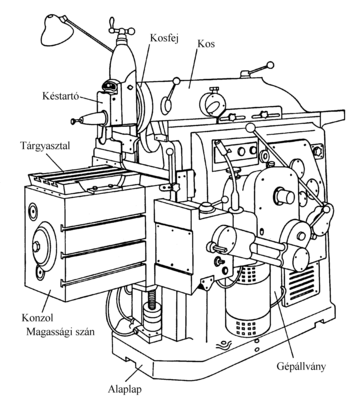 Kosfej
Kos
Késtartó
Tárgyasztal
Konzol
Magassági szán
Gépállvány
Alaplap